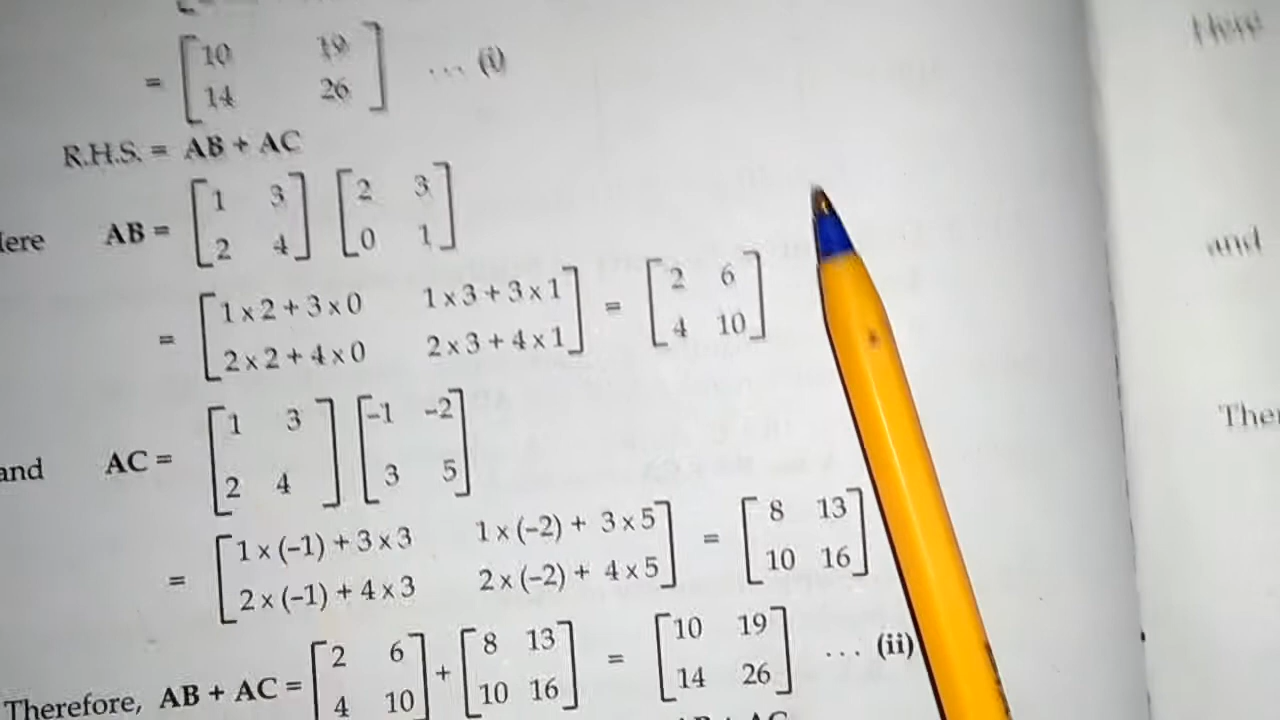 = [10 19
14 26] ... (i)
R.H.S. = AB + AC
AB = [1 3
2 4] [2 3
0 1]
= [1 x 2 + 3 x 0 1 x 3 + 3 x 1
2 x 2 + 4 x 0 2 x 3 + 4 x 1] = [2 6
4 10]
and AC = [1 3
2 4] [-1 -2
3 5]
= [1 x (-1) + 3 x 3 1 x (-2) + 3 x 5
2 x (-1) + 4 x 3 2 x (-2) + 4 x 5] = [8 13
10 16]
Therefore, AB + AC = [2 6
4 10] + [8 13
10 16] = [10 19
14 26] ... (ii)
Here
and